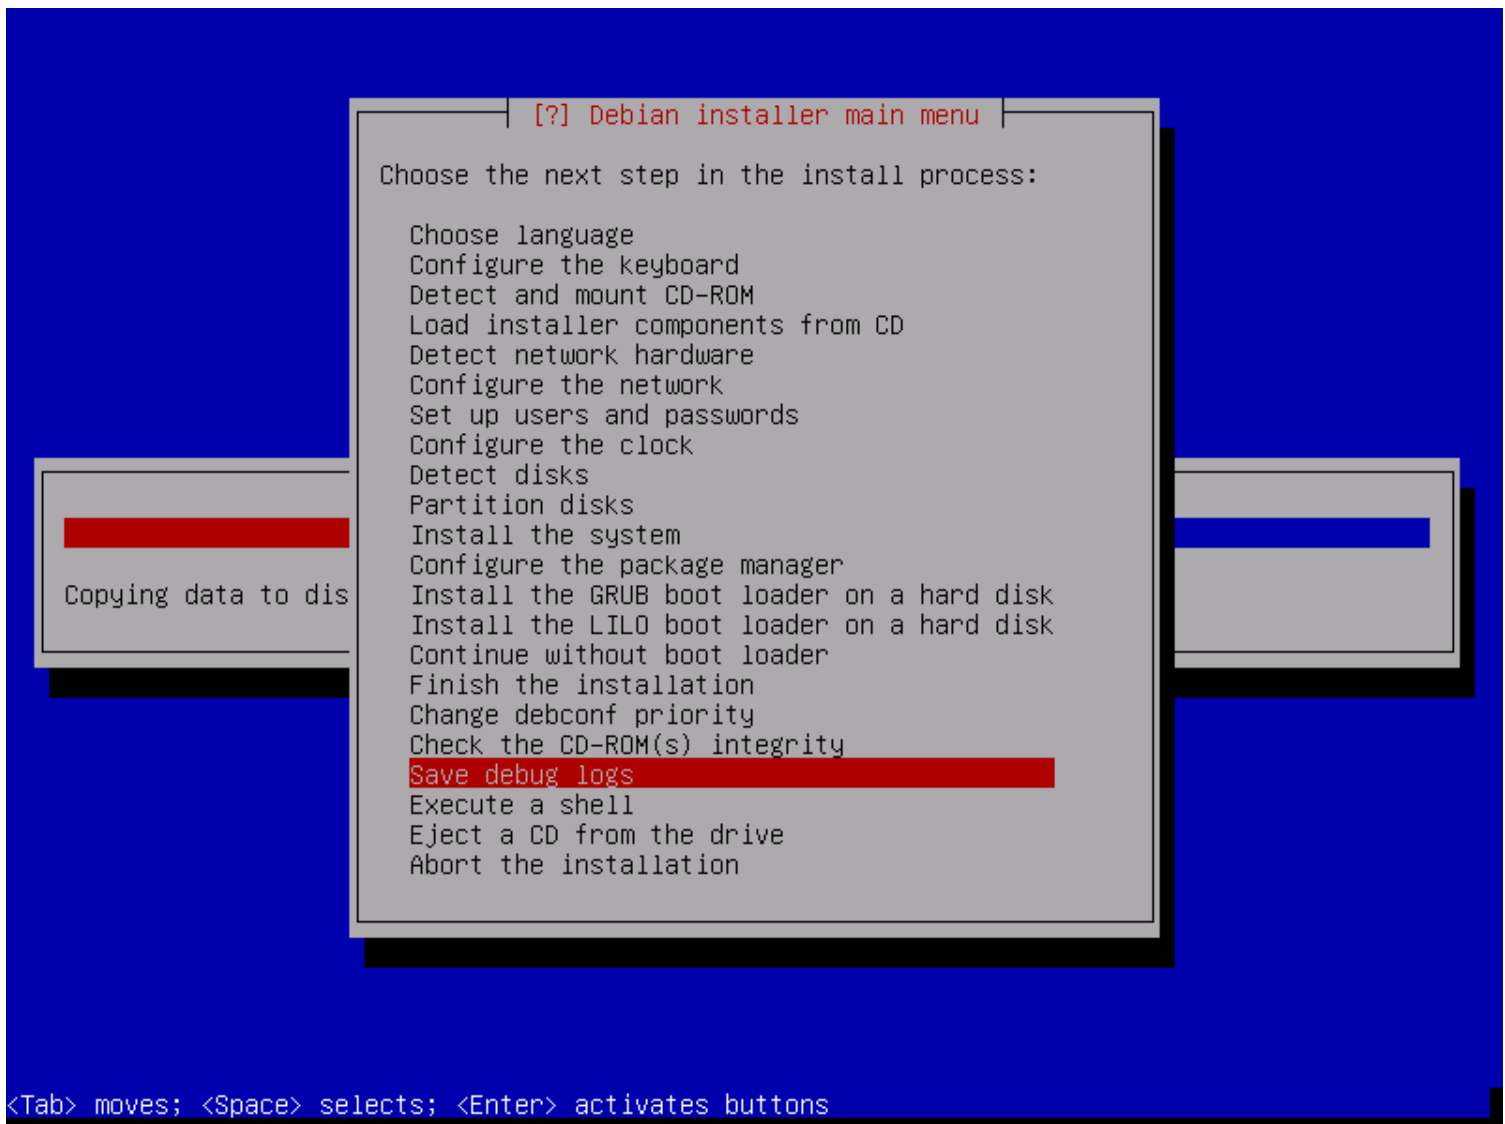 [?] Debian installer main menu
Choose the next step in the install process:
Choose language
Configure the keyboard
Detect and mount CD-ROM
Load installer components from CD
Detect network hardware
Configure the network
Set up users and passwords
Configure the clock
Detect disks
Partition disks
Install the system
Configure the package manager
Install the GRUB boot loader on a hard disk
Install the LILO boot loader on a hard disk
Continue without boot loader
Finish the installation
Change debconf priority
Check the CD-ROM(s) integrity
Save debug logs
Execute a shell
Eject a CD from the drive
Abort the installation
Copying data to dis
<Tab> moves; <Space> selects; <Enter> activates buttons